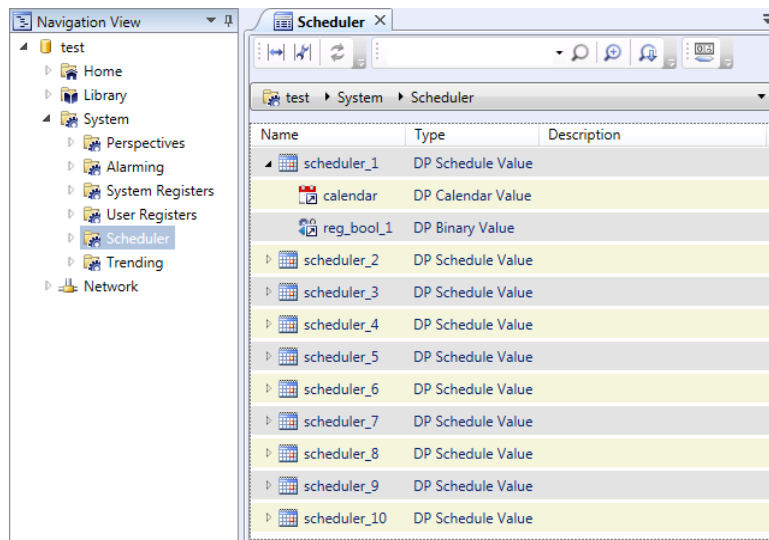 Navigation View
test
Home
Library
System
Perspectives
Alarming
System Registers
User Registers
Scheduler
Trending
Network
Scheduler
test System Scheduler
Name Type Description
scheduler_1 DP Schedule Value
calendar DP Calendar Value
reg_bool_1 DP Binary Value
scheduler_2 DP Schedule Value
scheduler_3 DP Schedule Value
scheduler_4 DP Schedule Value
scheduler_5 DP Schedule Value
scheduler_6 DP Schedule Value
scheduler_7 DP Schedule Value
scheduler_8 DP Schedule Value
scheduler_9 DP Schedule Value
scheduler_10 DP Schedule Value